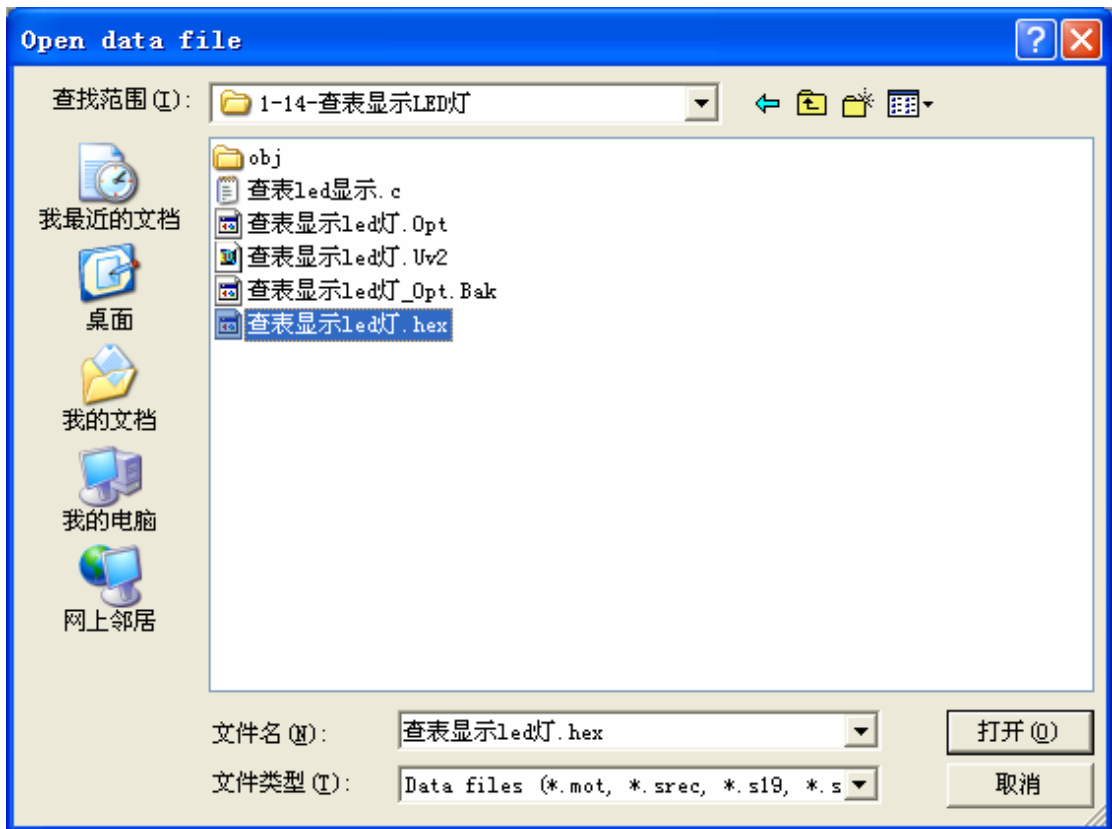 Open data file
查找范围(I): 1-14-查表显示LED灯
我最近的文档
桌面
我的文档
我的电脑
网上邻居
obj
查表led显示.c
查表显示led灯.Opt
查表显示led灯.Uv2
查表显示led灯_Opt.Bak
查表显示led灯.hex
文件名(N): 查表显示led灯.hex 打开(O)
文件类型(T): Data files (*.mot, *.srec, *.s19, *.s 取消